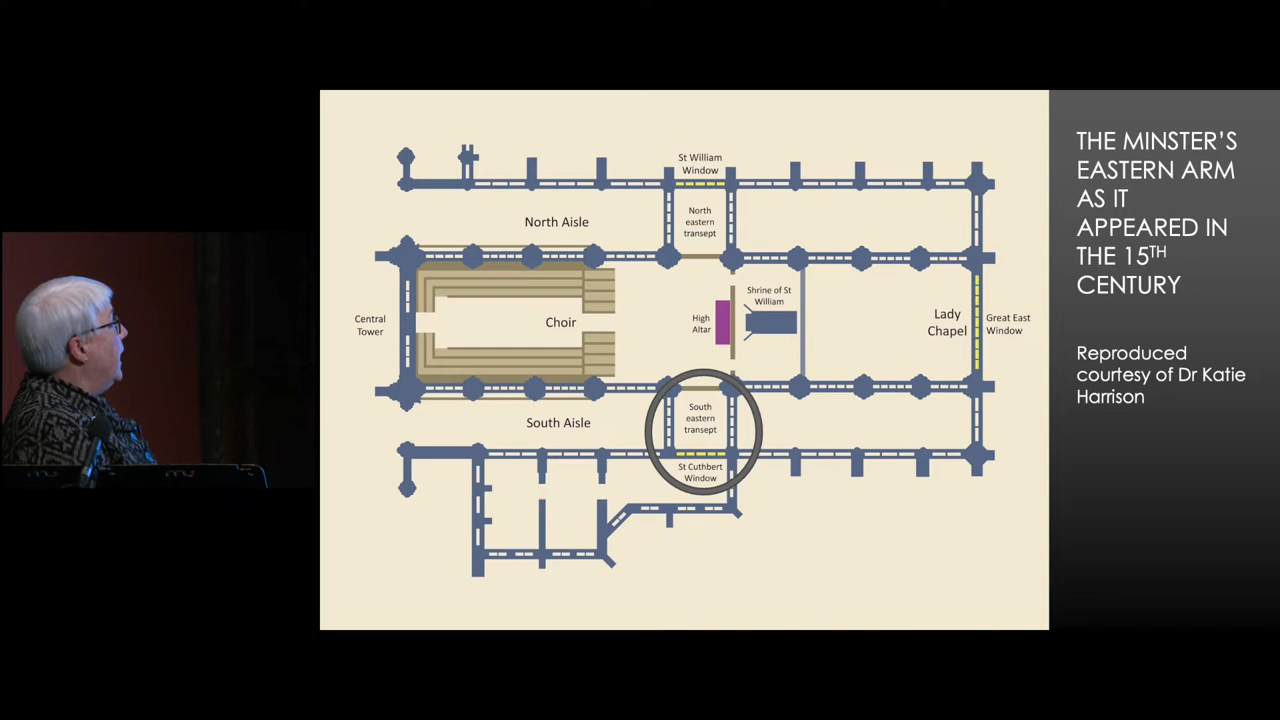 St William
Window
North
eastern
transept
North Aisle
Shrine of St
William
High
Altar
Lady
Chapel
Great East
Window
Central
Tower
Choir
South
eastern
transept
South Aisle
St Cuthbert
Window
THE MINSTER’S
EASTERN ARM
AS IT
APPEARED IN
THE 15TH
CENTURY
Reproduced
courtesy of Dr Katie
Harrison